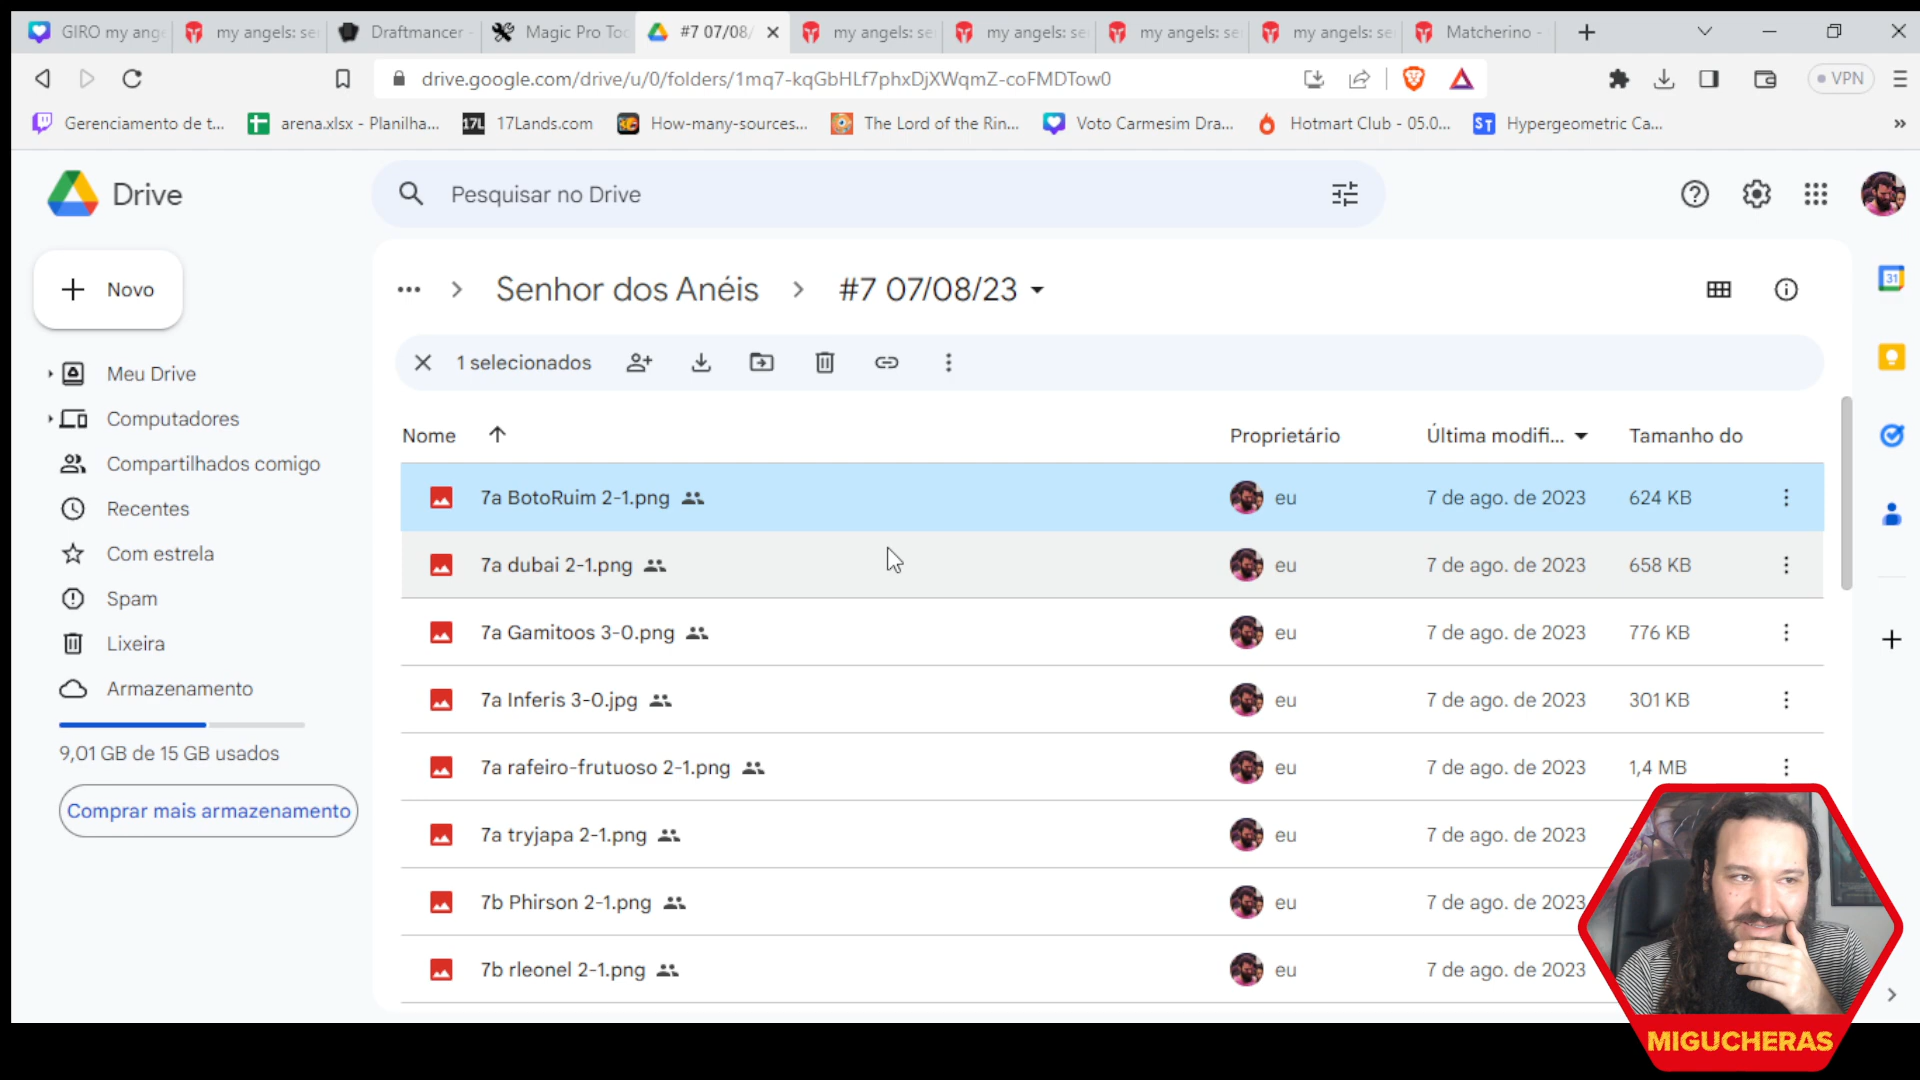 GIRO my ang
my angels: se
Draftmancer -
Magic Pro Too
#7 07/08/
my angels: se
my angels: se
my angels: se
my angels: se
Matcherino -
drive.google.com/drive/u/0/folders/1mq7-kqGbHLf7phxDjXWqmZ-coFMDTow0
VPN
Gerenciamento de t...
arena.xlsx - Planilha...
17L
17Lands.com
How-many-sources...
The Lord of the Rin...
Voto Carmesim Dra...
Hotmart Club - 05.0...
ST
Hypergeometric Ca...
Drive
Pesquisar no Drive
Novo
Senhor dos Anéis
#7 07/08/23
31
1 selecionados
Meu Drive
Computadores
Compartilhados comigo
Recentes
Com estrela
Spam
Lixeira
Armazenamento
9,01 GB de 15 GB usados
Comprar mais armazenamento
Nome
Proprietário
Última modifi...
Tamanho do
7a BotoRuim 2-1.png eu 7 de ago. de 2023 624 KB
7a dubai 2-1.png eu 7 de ago. de 2023 658 KB
7a Gamitoos 3-0.png eu 7 de ago. de 2023 776 KB
7a Inferis 3-0.jpg eu 7 de ago. de 2023 301 KB
7a rafeiro-frutuoso 2-1.png eu 7 de ago. de 2023 1,4 MB
7a tryjapa 2-1.png eu 7 de ago. de 2023
7b Phirson 2-1.png eu 7 de ago. de 2023
7b rleonel 2-1.png eu 7 de ago. de 2023
MIGUCHERAS